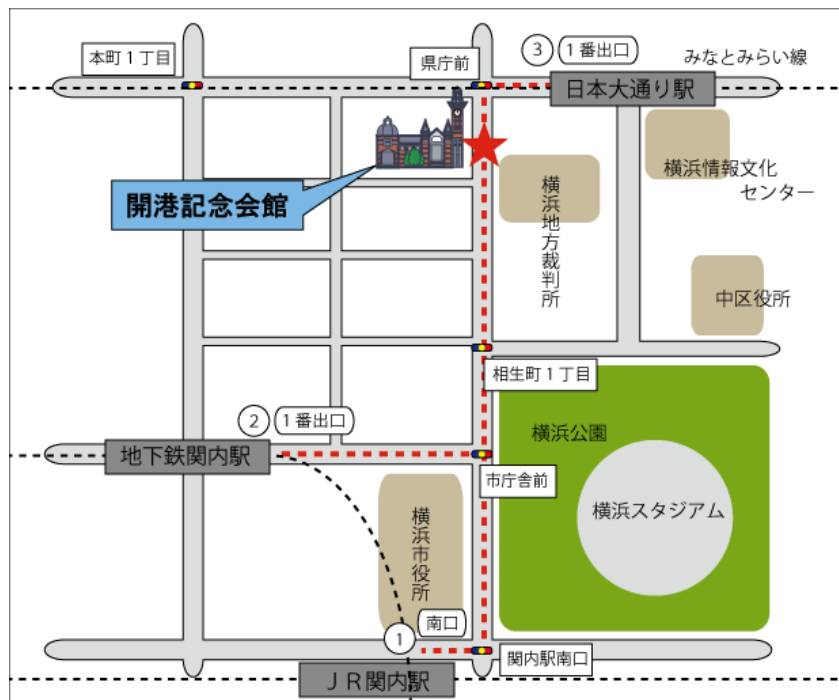 ③ 1番出口
みなとみらい線
本町1丁目
県庁前
日本大通り駅
横浜情報文化
センター
開港記念会館
横浜地方裁判所
中区役所
相生町1丁目
② 1番出口
横浜公園
地下鉄関内駅
市庁舎前
横浜スタジアム
横浜市役所
① 南口
関内駅南口
JR関内駅